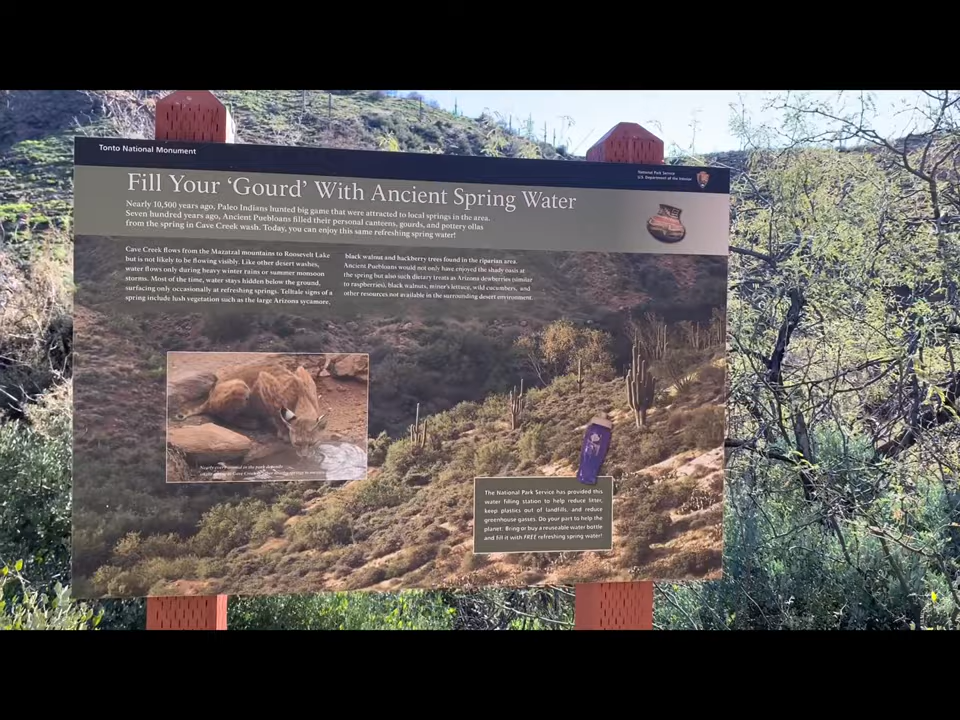 Tonto National Monument
National Park Service
U.S. Department of the Interior
Fill Your ‘Gourd’ With Ancient Spring Water
Nearly 10,500 years ago, Paleo Indians hunted big game that were attracted to local springs in the area.
Seven hundred years ago, Ancient Puebloans filled their personal canteens, gourds, and pottery ollas
from the spring in Cave Creek wash. Today, you can enjoy this same refreshing spring water!
Cave Creek flows from the Mazatzal mountains to Roosevelt Lake
but is not likely to be flowing visibly. Like other desert washes,
water flows only during heavy winter rains or summer monsoon
storms. Most of the time, water stays hidden below the ground,
surfacing only occasionally at refreshing springs. Telltale signs of a
spring include lush vegetation such as the large Arizona sycamore,
black walnut and hackberry trees found in the riparian area.
Ancient Puebloans would not only have enjoyed the shady oasis at
the spring but also such dietary treats as Arizona dewberries (similar
to raspberries), black walnuts, miner's lettuce, wild cucumbers, and
other resources not available in the surrounding desert environment.
Nearly every animal in the park depends
The National Park Service has provided this
water filling station to help reduce litter,
keep plastics out of landfills, and reduce
greenhouse gasses. Do your part to help the
planet: Bring or buy a reuseable water bottle
and fill it with FREE refreshing spring water!